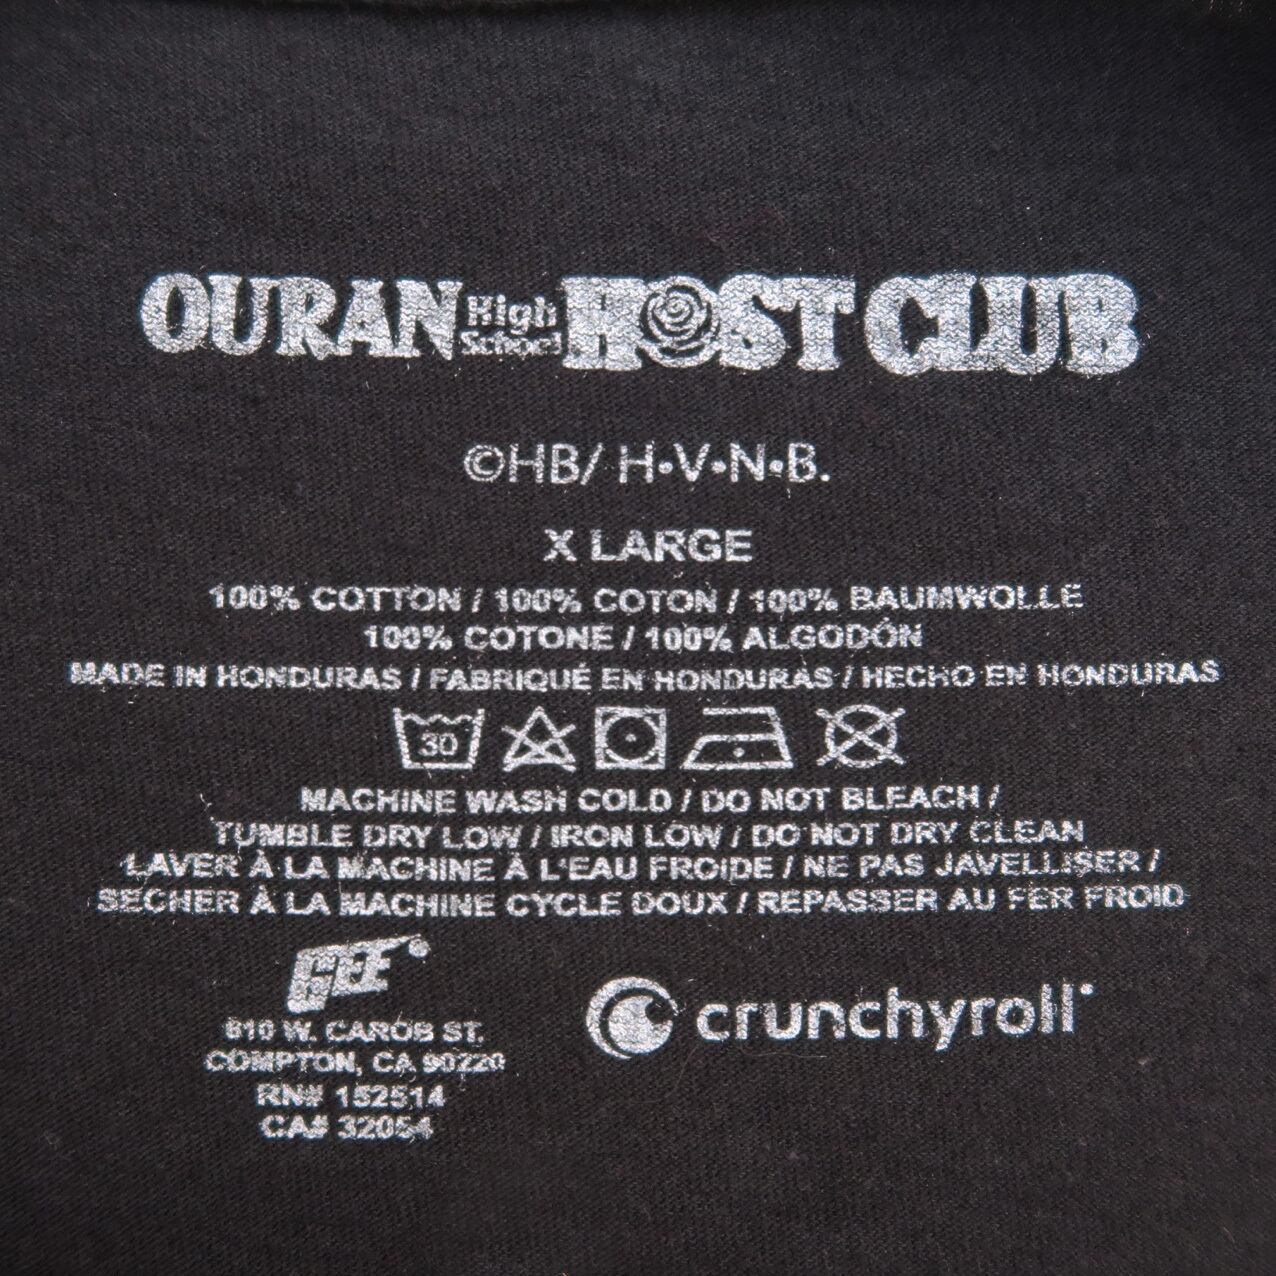 OURAN High School HOST CLUB
©HB/ H•V•N•B.
X LARGE
100% COTTON / 100% COTON / 100% BAUMWOLLE
100% COTONE / 100% ALGODÓN
MADE IN HONDURAS / FABRIQUÉ EN HONDURAS / HECHO EN HONDURAS
30
MACHINE WASH COLD / DO NOT BLEACH /
TUMBLE DRY LOW / IRON LOW / DO NOT DRY CLEAN
LAVER À LA MACHINE À L'EAU FROIDE / NE PAS JAVELLISER /
SECHER À LA MACHINE CYCLE DOUX / REPASSER AU FER FROID
GEE
crunchyroll
610 W. CAROB ST.
COMPTON, CA 90220
RN# 152514
CA# 32054